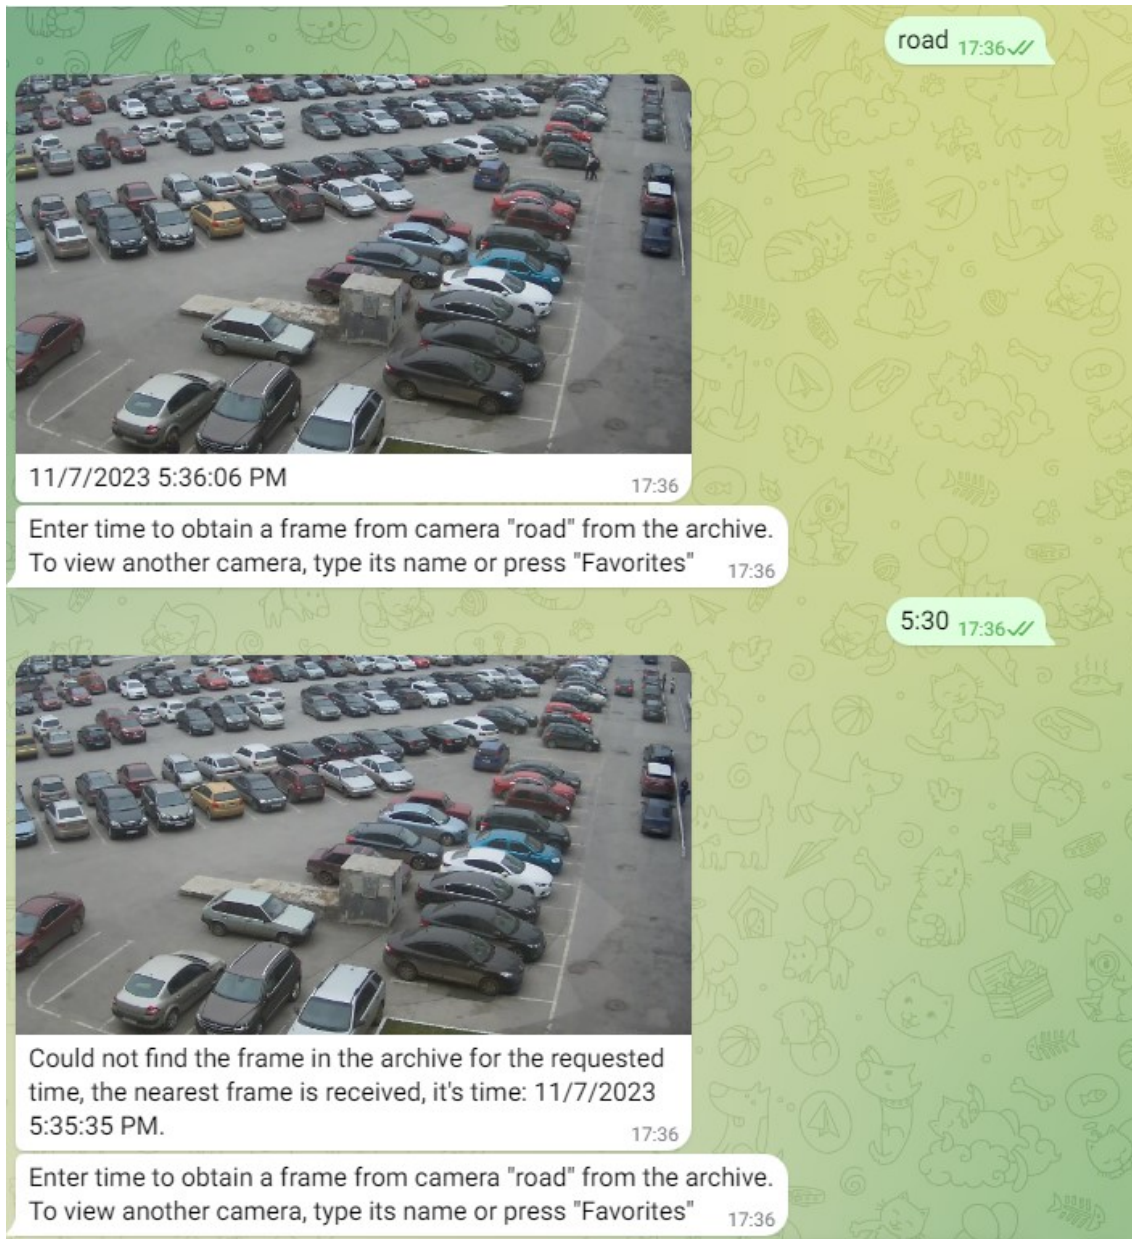 road 17:36
11/7/2023 5:36:06 PM 17:36
Enter time to obtain a frame from camera "road" from the archive.
To view another camera, type its name or press "Favorites" 17:36
5:30 17:36
Could not find the frame in the archive for the requested
time, the nearest frame is received, it's time: 11/7/2023
5:35:35 PM. 17:36
Enter time to obtain a frame from camera "road" from the archive.
To view another camera, type its name or press "Favorites" 17:36